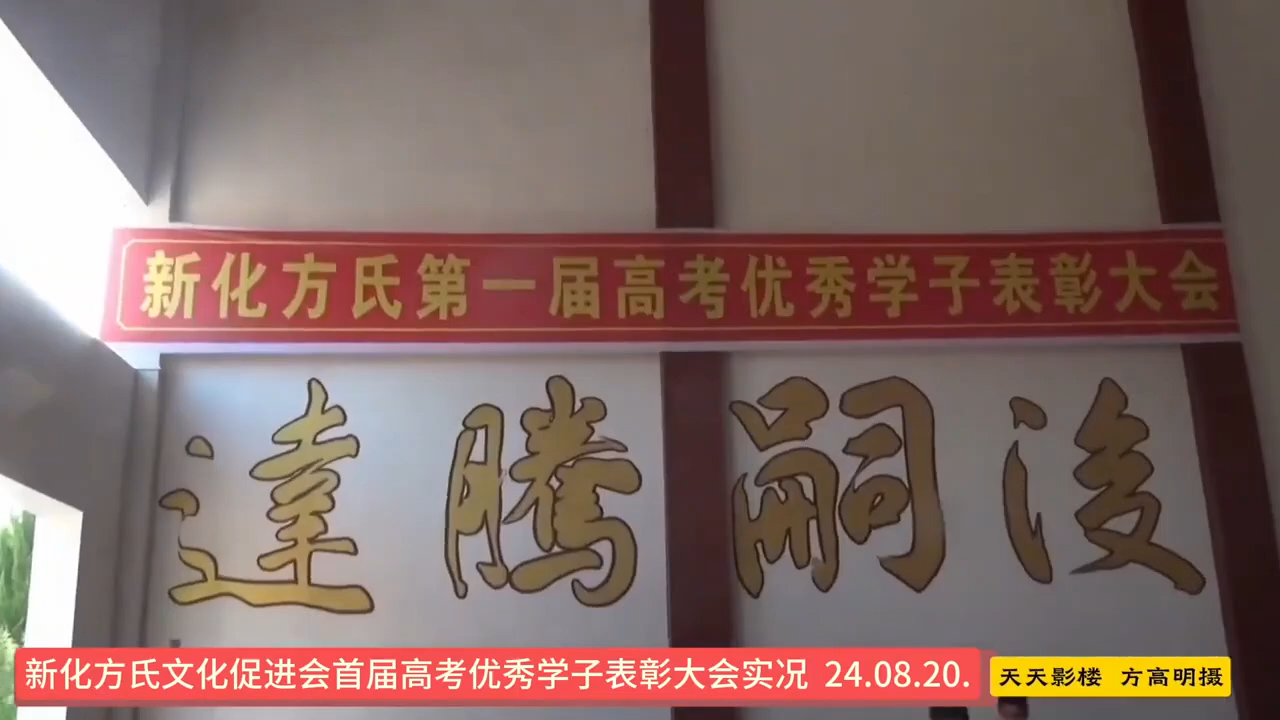 新化方氏第一届高考优秀学子表彰大会
達騰嗣浚
新化方氏文化促进会首届高考优秀学子表彰大会实况 24.08.20.
天天影楼 方高明摄